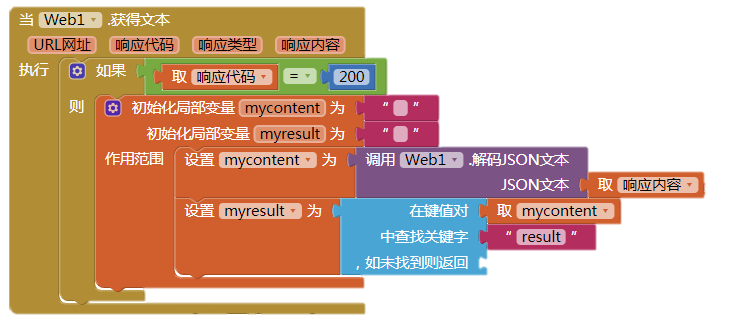 当 Web1 .获得文本
URL网址 响应代码 响应类型 响应内容
执行 如果 取 响应代码 = 200
则 初始化局部变量 mycontent 为 “ ”
初始化局部变量 myresult 为 “ ”
作用范围 设置 mycontent 为 调用 Web1 .解码JSON文本
JSON文本 取 响应内容
设置 myresult 为 在键值对 取 mycontent
中查找关键字 “ result ”
，如未找到则返回